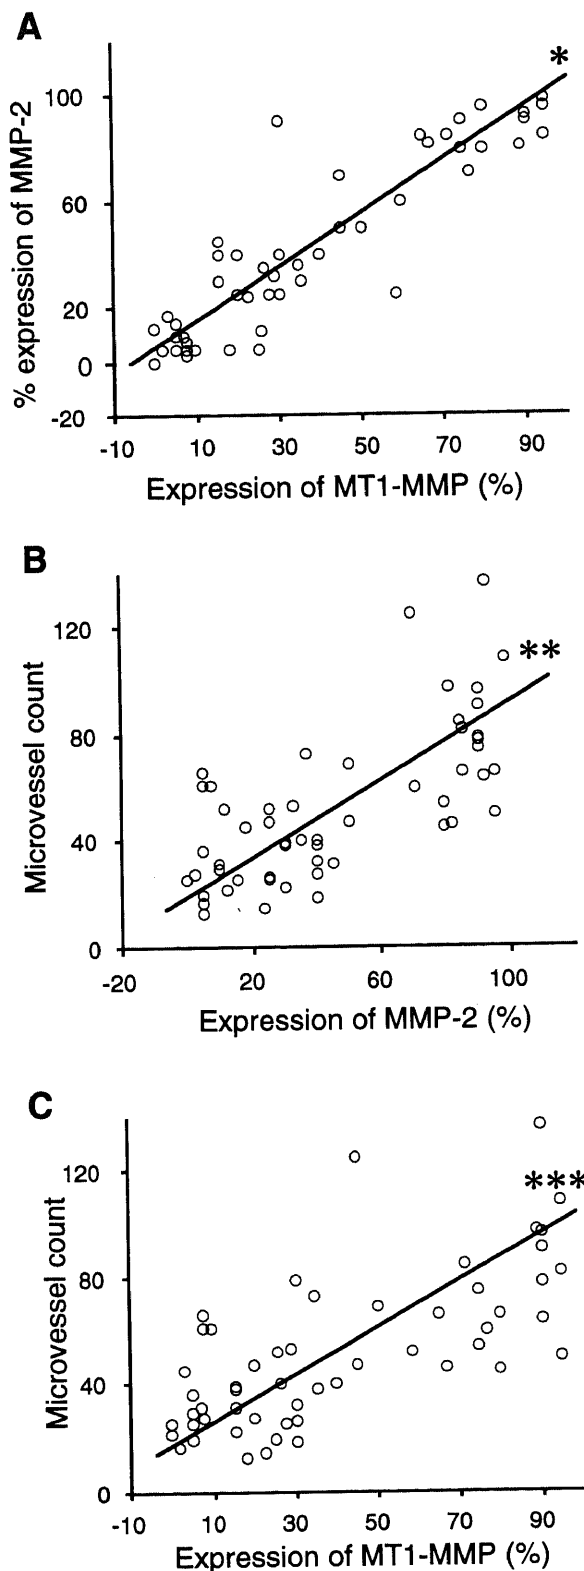 A
*
% expression of MMP-2
100
60
20
0
-20
-10 10 30 50 70 90
Expression of MT1-MMP (%)
B
**
Microvessel count
120
80
40
0
-20 20 60 100
Expression of MMP-2 (%)
C
***
Microvessel count
120
80
40
0
-10 10 30 50 70 90
Expression of MT1-MMP (%)